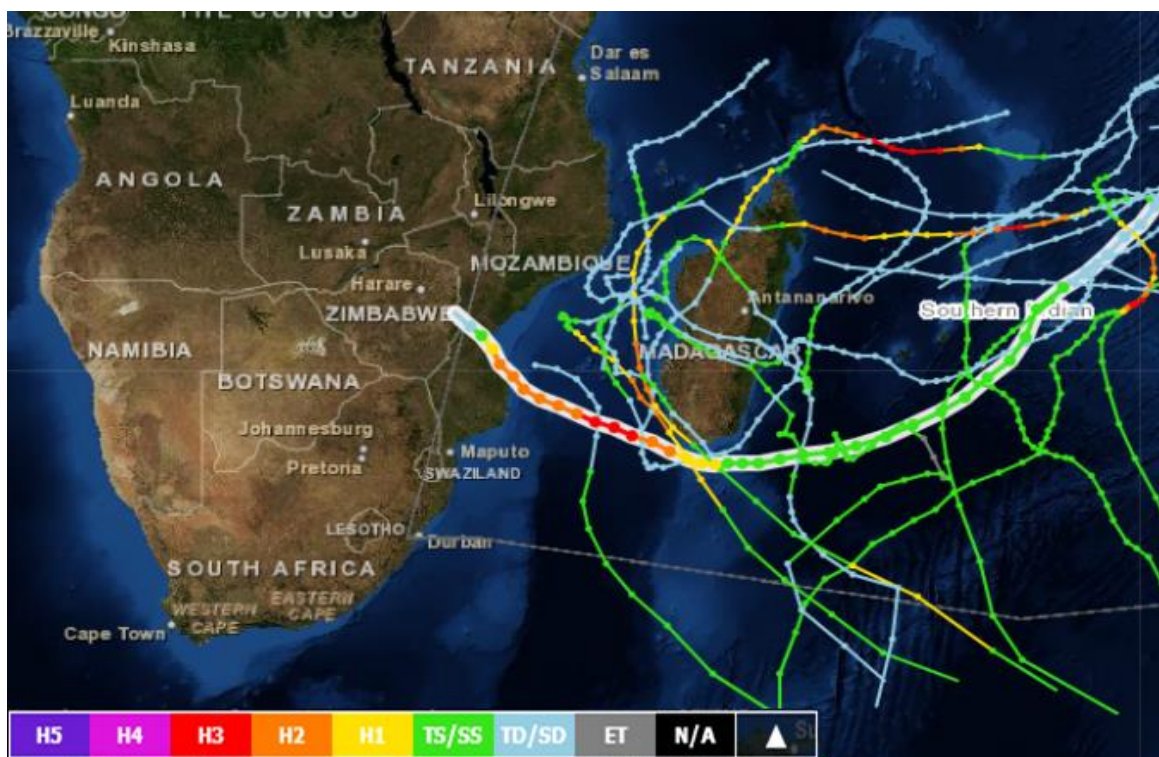 CONGO
THE CONGO
Brazzaville
Kinshasa
TANZANIA
Dar es
Salaam
Luanda
ANGOLA
ZAMBIA
Lilongwe
Lusaka
MOZAMBIQUE
Harare
ZIMBABWE
Antananarivo
Southern Indian
NAMIBIA
BOTSWANA
MADAGASCAR
Johannesburg
Pretoria
Maputo
SWAZILAND
LESOTHO
Durban
SOUTH AFRICA
WESTERN
CAPE
EASTERN
CAPE
Cape Town
H5 H4 H3 H2 H1 TS/SS TD/SD ET N/A